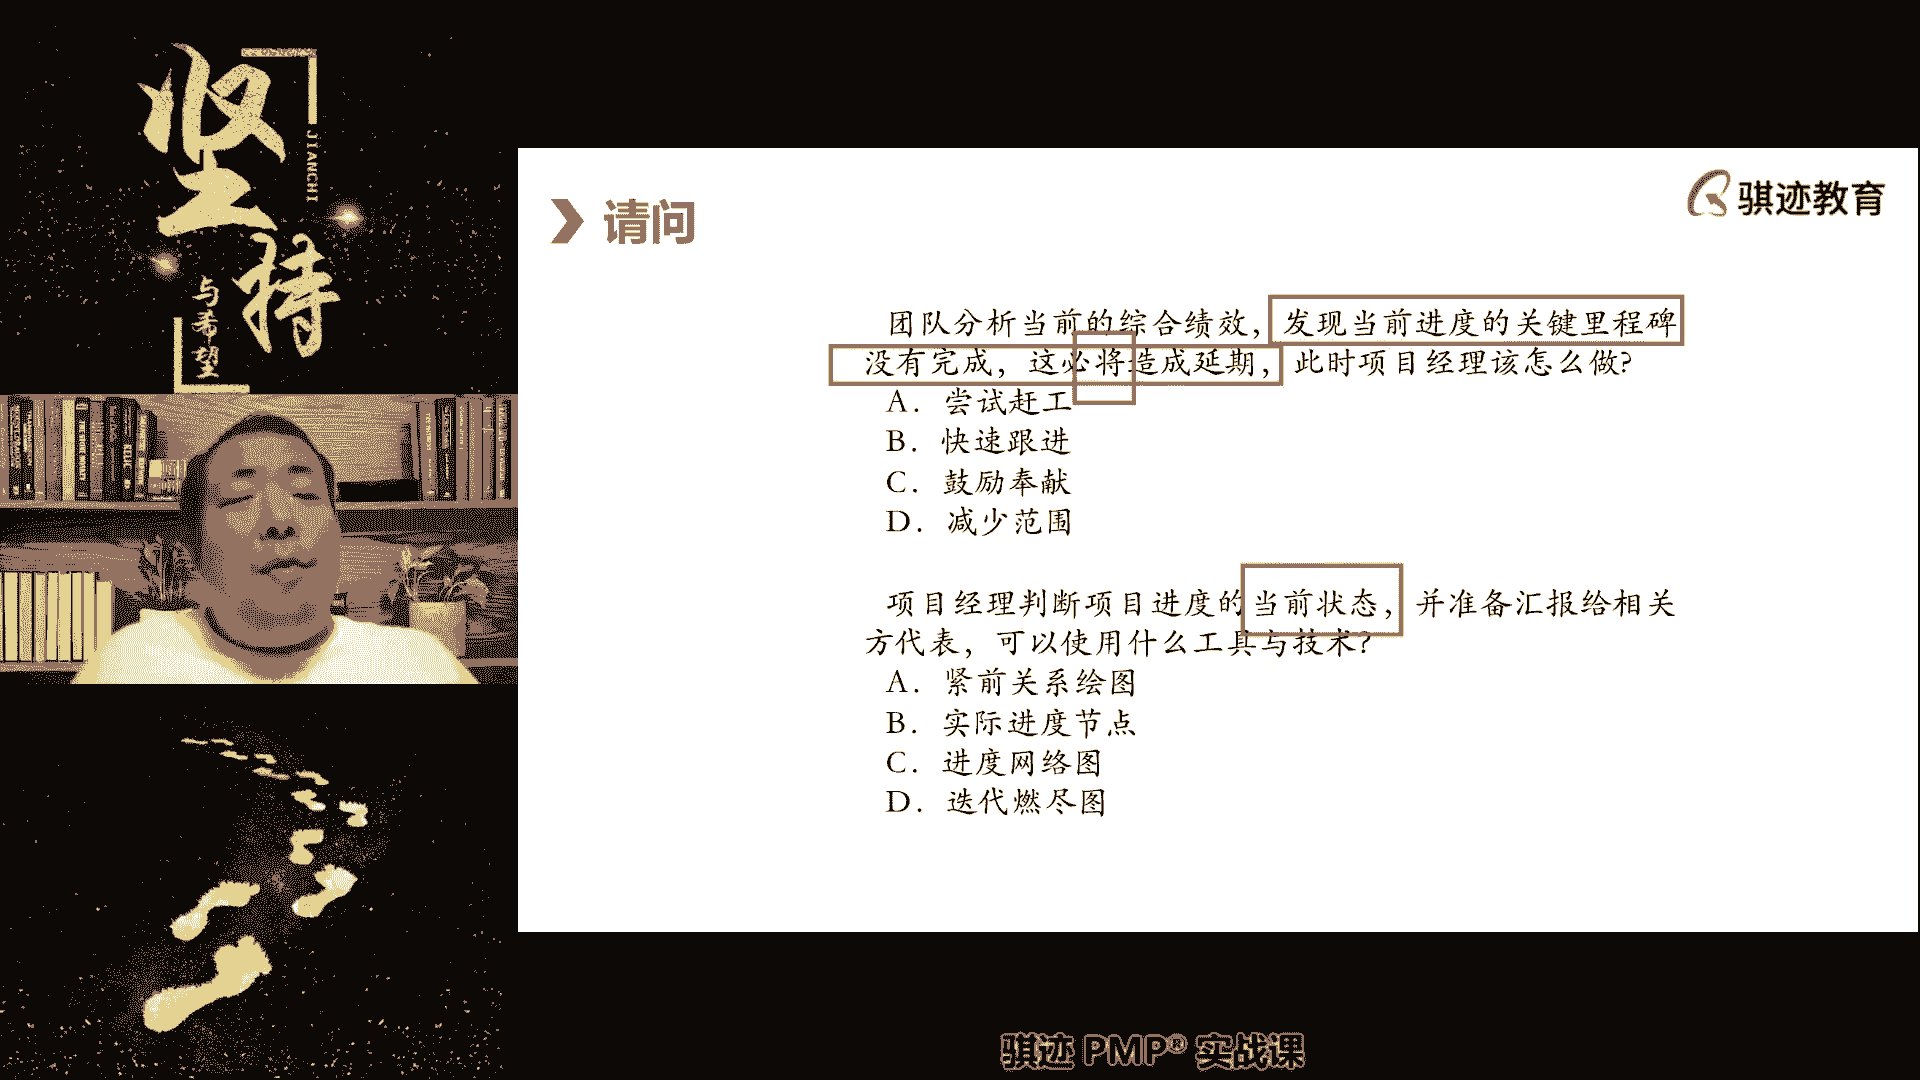 坚持
JIANCHI
与希望
骐迹教育
请问
团队分析当前的综合绩效，发现当前进度的关键里程碑
没有完成，这必将造成延期，此时项目经理该怎么做?
A. 尝试赶工
B. 快速跟进
C. 鼓励奉献
D. 减少范围
项目经理判断项目进度的当前状态，并准备汇报给相关
方代表，可以使用什么工具与技术?
A. 紧前关系绘图
B. 实际进度节点
C. 进度网络图
D. 迭代燃尽图
骐迹 PMP® 实战课